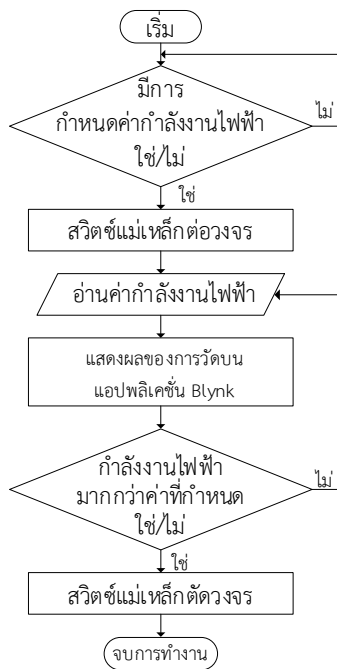 เริ่ม
มีการ
กำหนดค่ากำลังงานไฟฟ้า
ใช่/ไม่
ไม่
ใช่
สวิตซ์แม่เหล็กต่อวงจร
อ่านค่ากำลังงานไฟฟ้า
แสดงผลของการวัดบน
แอปพลิเคชั่น Blynk
กำลังงานไฟฟ้า
มากกว่าค่าที่กำหนด
ใช่/ไม่
ไม่
ใช่
สวิตซ์แม่เหล็กตัดวงจร
จบการทำงาน